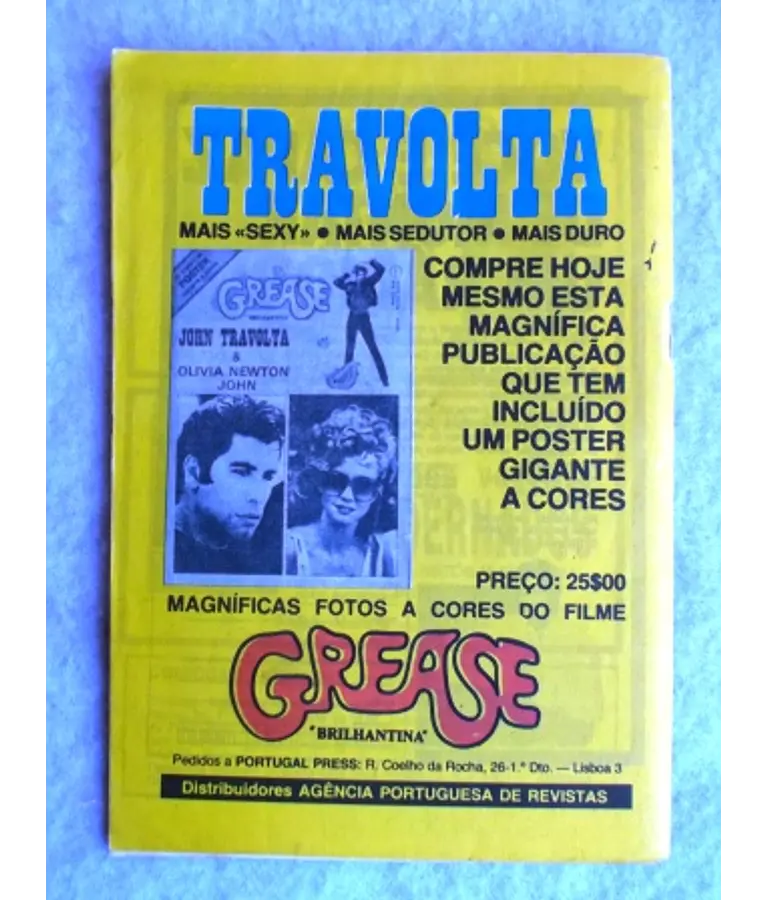 TRAVOLTA
MAIS «SEXY» ● MAIS SEDUTOR ● MAIS DURO
POSTER
GREASE
JOHN TRAVOLTA
&
OLIVIA NEWTON
JOHN
COMPRE HOJE
MESMO ESTA
MAGNÍFICA
PUBLICAÇÃO
QUE TEM
INCLUÍDO
UM POSTER
GIGANTE
A CORES
PREÇO: 25$00
MAGNÍFICAS FOTOS A CORES DO FILME
GREASE
"BRILHANTINA"
Pedidos a PORTUGAL PRESS: R. Coelho da Rocha, 26-1.º Dto. — Lisboa 3
Distribuidores AGÊNCIA PORTUGUESA DE REVISTAS